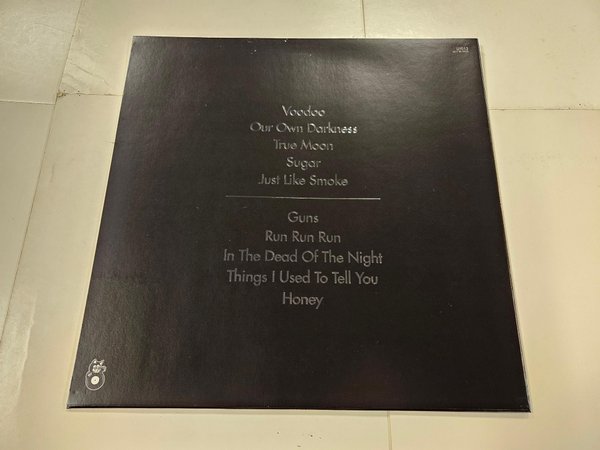 Voodoo
Our Own Darkness
True Moon
Sugar
Just Like Smoke
Guns
Run Run Run
In The Dead Of The Night
Things I Used To Tell You
Honey